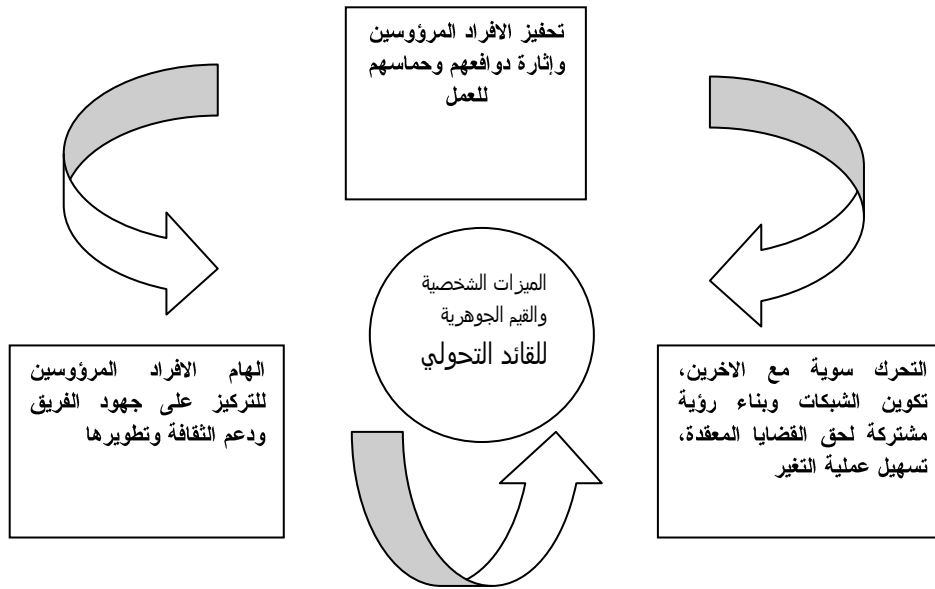 تحفيز الافراد المرؤوسين
وإثارة دوافعهم وحماسهم
للعمل
الميزات الشخصية
والقيم الجوهرية
للقائد التحولي
التحرك سوية مع الاخرين،
تكوين الشبكات وبناء رؤية
مشتركة لحق القضايا المعقدة،
تسهيل عملية التغير
الهام الافراد المرؤوسين
للتركيز على جهود الفريق
ودعم الثقافة وتطويرها